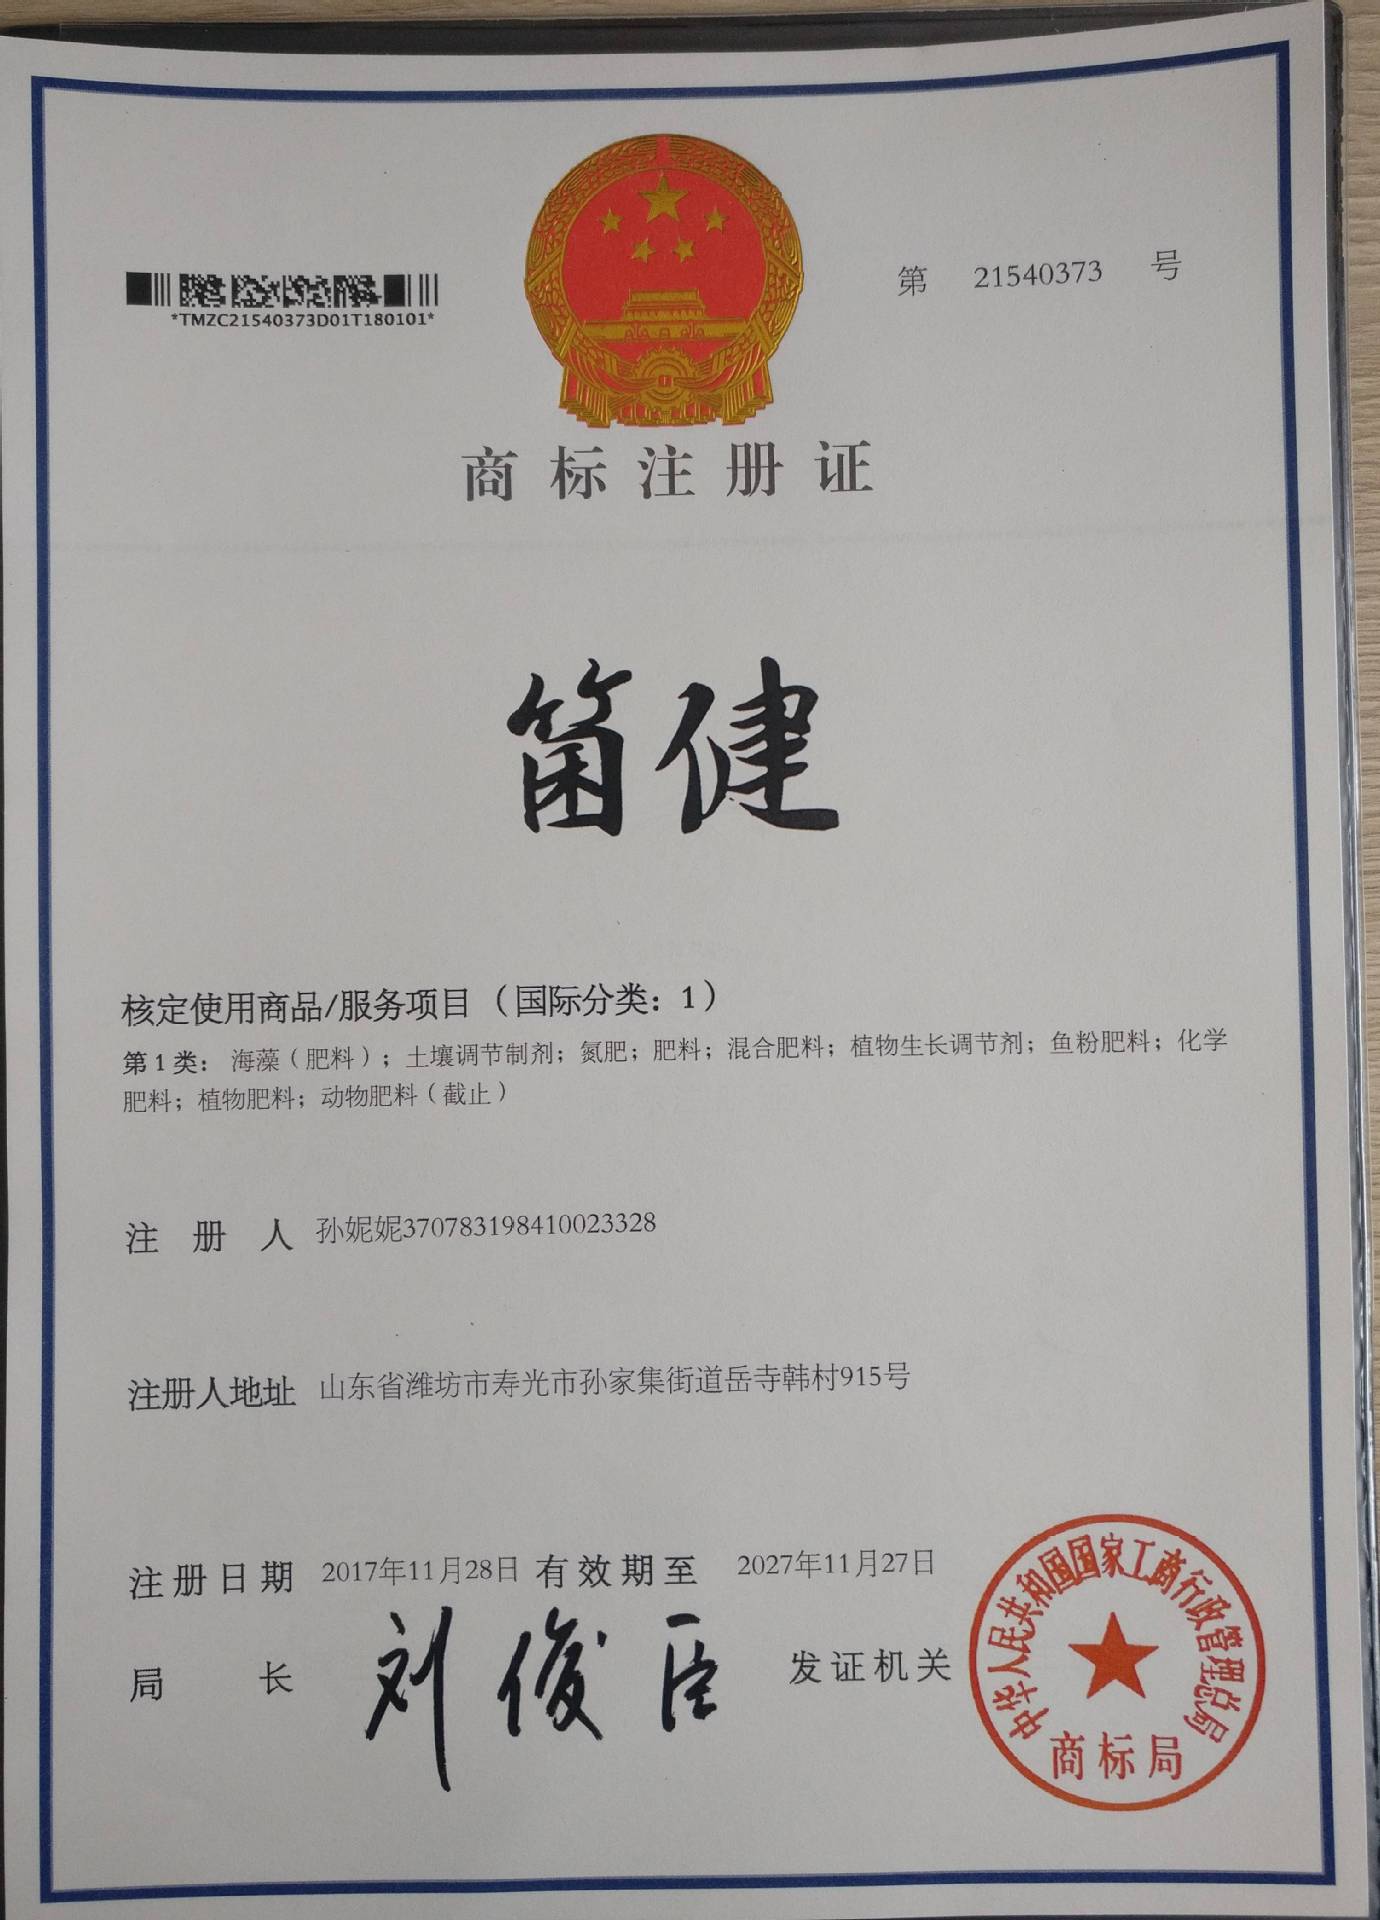 第 21540373 号
*TMZC21540373D01T180101*
商标注册证
箘健
核定使用商品/服务项目（国际分类：1）
第1类：海藻（肥料）；土壤调节制剂；氮肥；肥料；混合肥料；植物生长调节剂；鱼粉肥料；化学
肥料；植物肥料；动物肥料（截止）
注册人 孙妮妮370783198410023328
注册人地址 山东省潍坊市寿光市孙家集街道岳寺韩村915号
注册日期 2017年11月28日 有效期至 2027年11月27日
局长 刘俊臣 发证机关
中华人民共和国国家工商行政管理总局
商标局